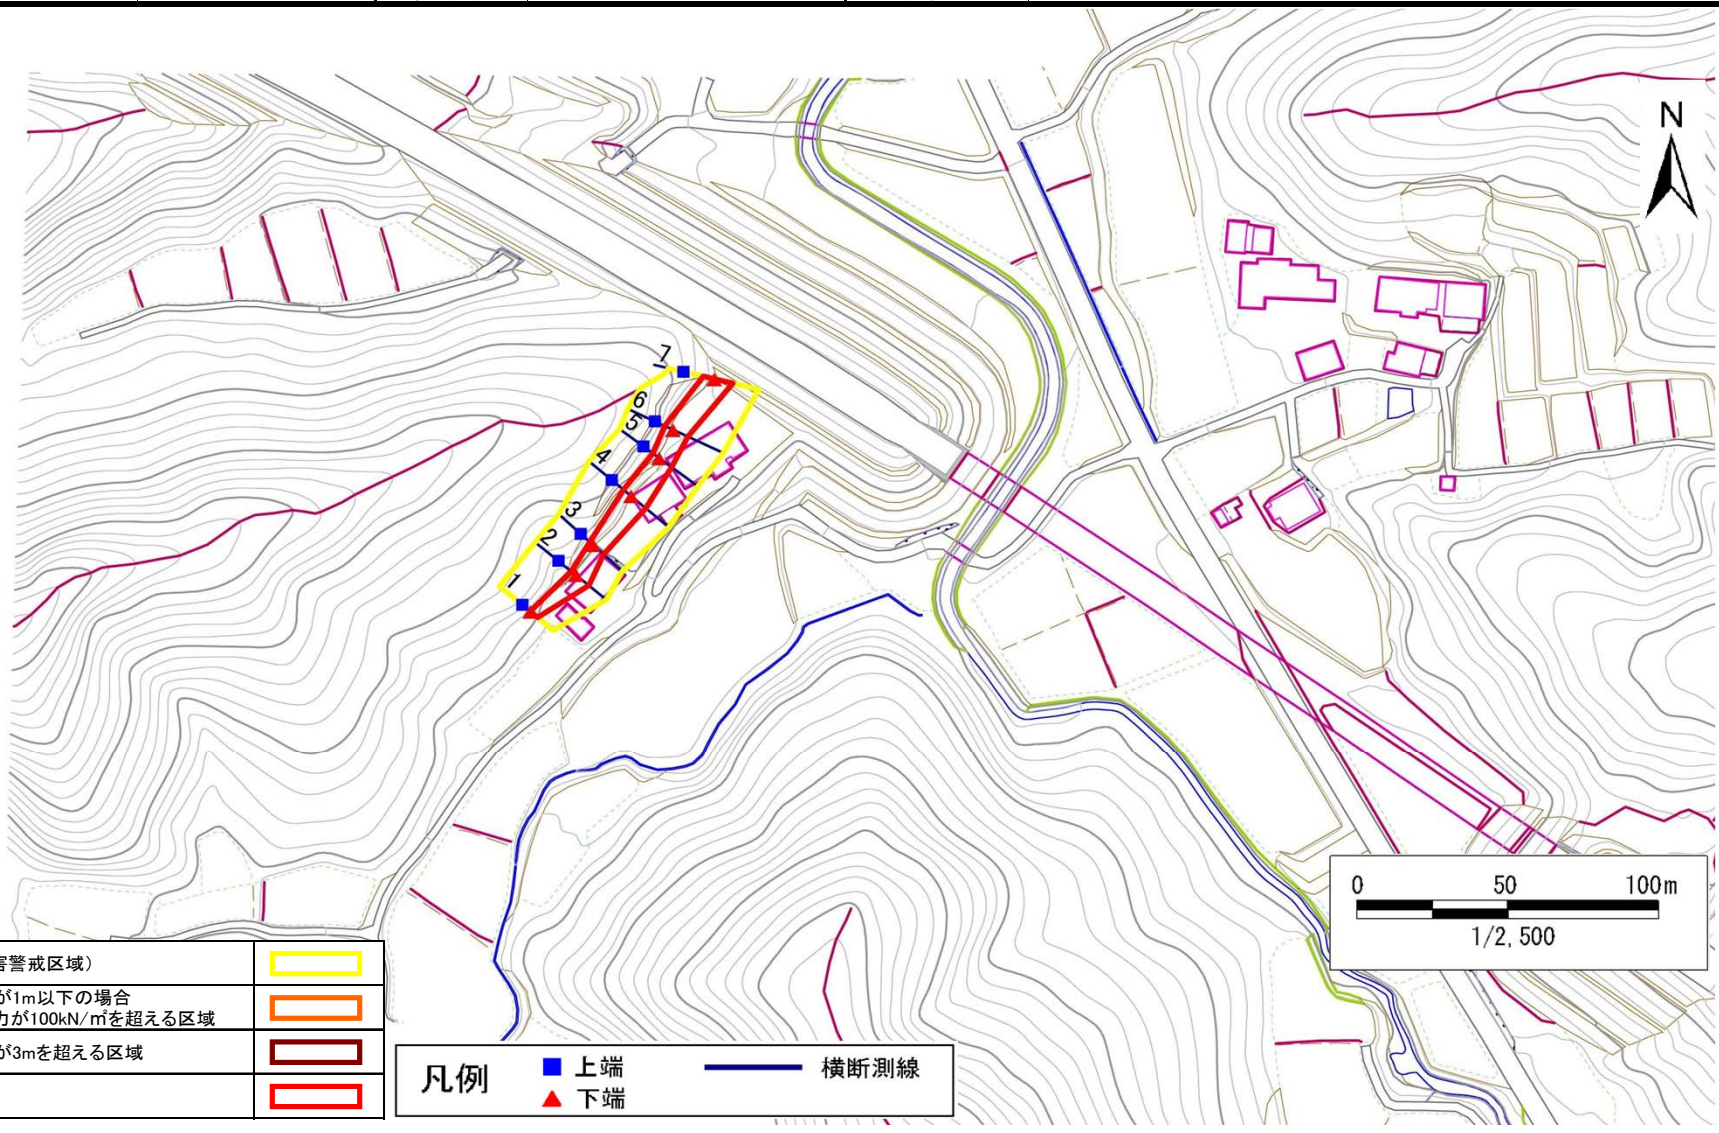 N
7
6
5
4
3
2
1
0 50 100m
1/2,500
害警戒区域）
が1m以下の場合
力が100kN/㎡を超える区域
が3mを超える区域
凡例
上端
下端
横断測線